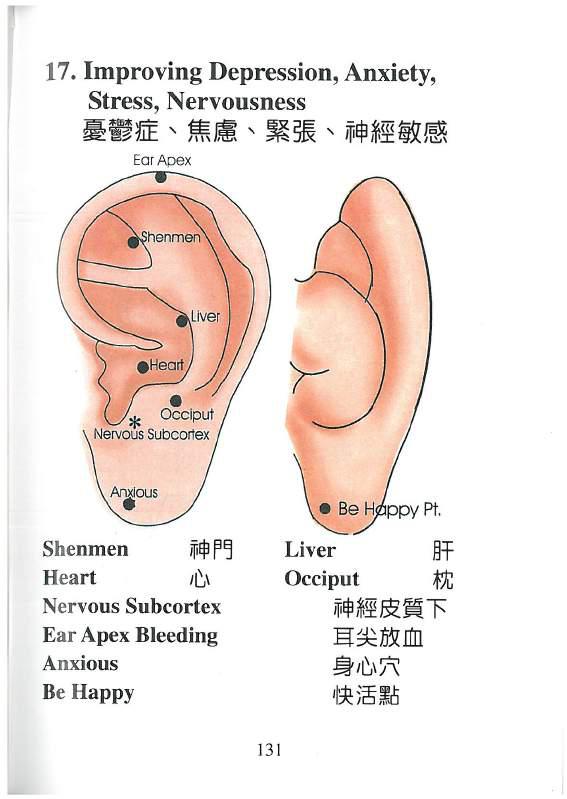 17. Improving Depression, Anxiety,
Stress, Nervousness
憂鬱症、焦慮、緊張、神經敏感
Ear Apex
Shenmen
Liver
Heart
Occiput
*
Nervous Subcortex
Anxious
Be Happy Pt.
Shenmen 神門 Liver 肝
Heart 心 Occiput 枕
Nervous Subcortex 神經皮質下
Ear Apex Bleeding 耳尖放血
Anxious 身心穴
Be Happy 快活點
131